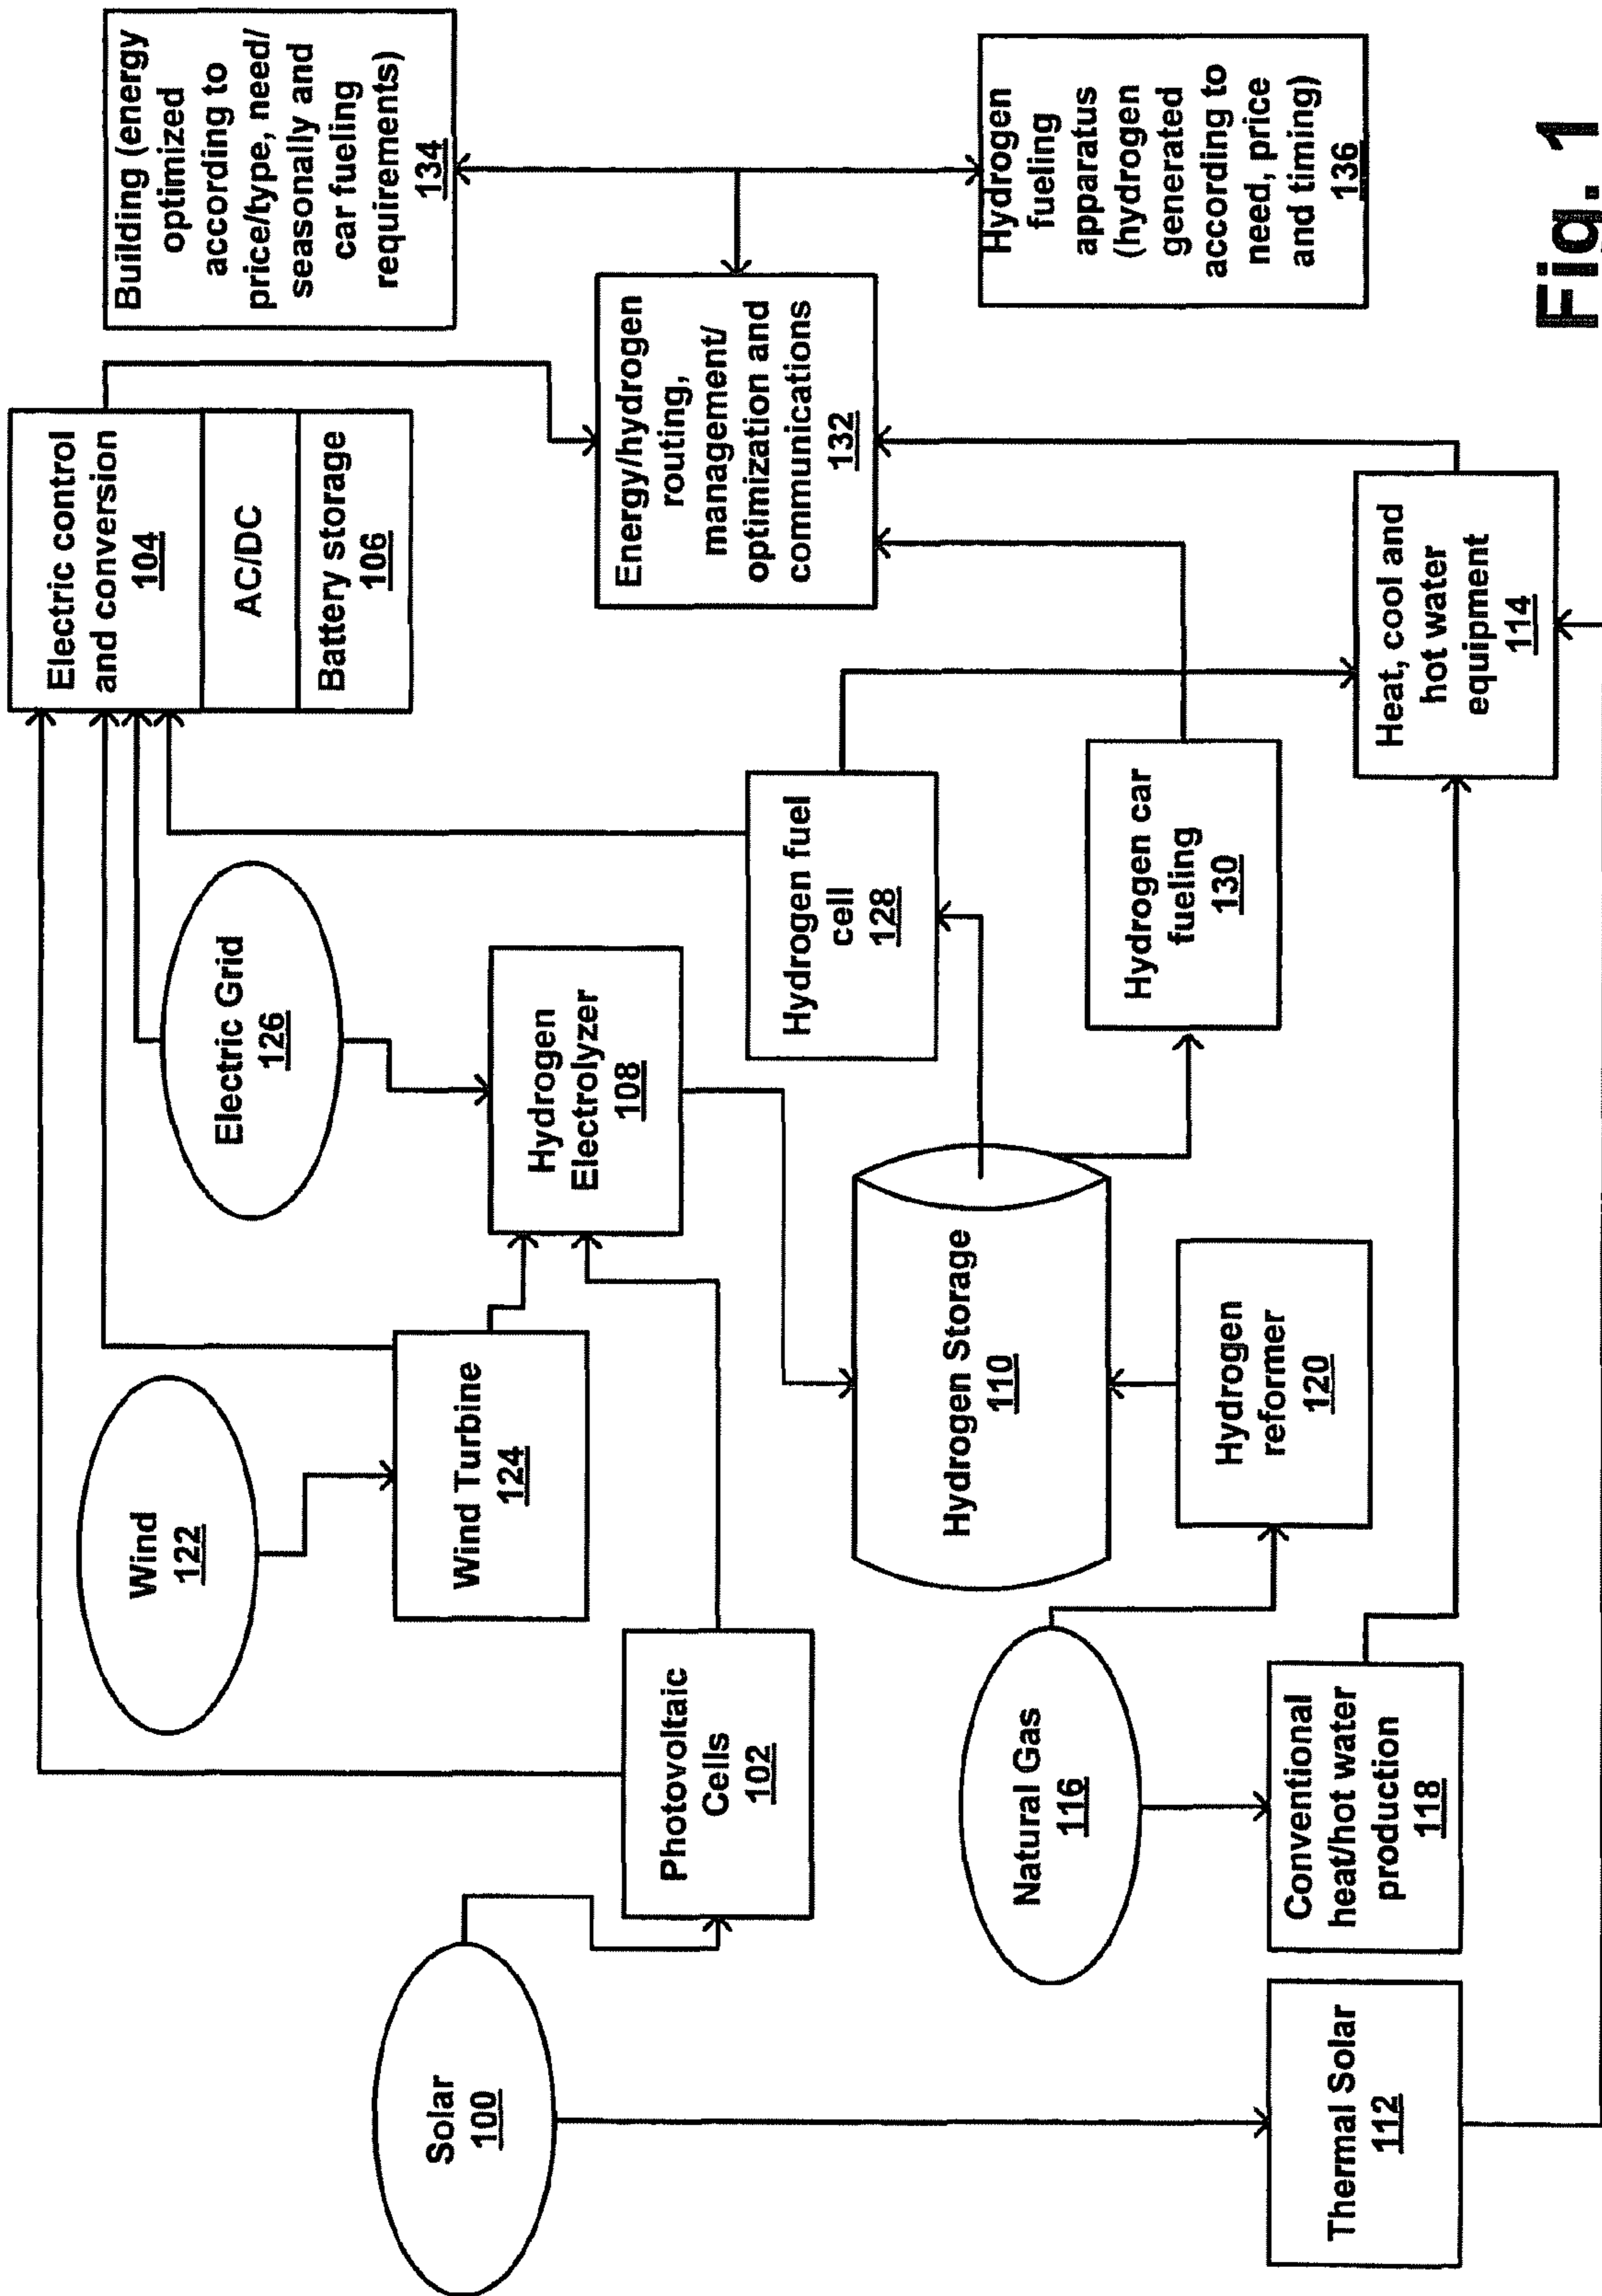 Solar
100
Wind
122
Wind Turbine
124
Photovoltaic
Cells
102
Electric Grid
126
Electric control
and conversion
104
AC/DC
Battery storage
106
Building (energy
optimized
according to
price/type, need/
seasonally and
car fueling
requirements)
134
Hydrogen
Electrolyzer
108
Energy/hydrogen
routing,
management/
optimization and
communications
132
Hydrogen fuel
cell
128
Hydrogen Storage
110
Natural Gas
116
Hydrogen
reformer
120
Hydrogen car
fueling
130
Hydrogen
fueling
apparatus
(hydrogen
generated
according to
need, price
and timing)
136
Thermal Solar
112
Conventional
heat/hot water
production
118
Heat, cool and
hot water
equipment
114
Fig. 1